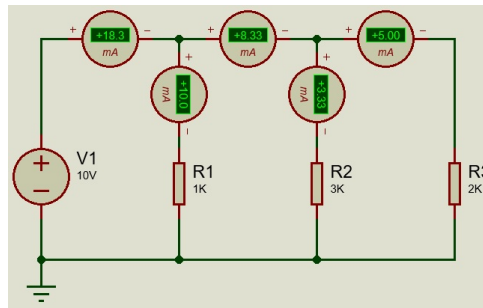 + +18.3 − + +8.33 − + +5.00 −
mA mA mA
+ +
+10.0 +3.33
mA mA
− −
V1
10V
+
−
R1
1K
R2
3K
R3
2K